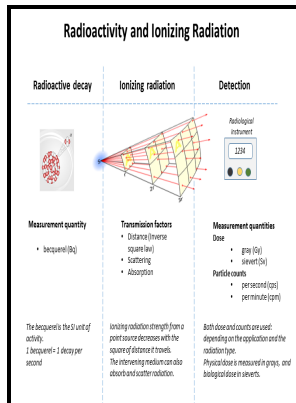 Radioactivity and Ionizing Radiation
Radioactive decay
Ionizing radiation
Detection
Radiological
Instrument
1234
Measurement quantity
• becquerel (Bq)
Transmission factors
• Distance (Inverse
square law)
• Scattering
• Absorption
Measurement quantities
Dose
• gray (Gy)
• sievert (Sv)
Particle counts
• per second (cps)
• per minute (cpm)
The becquerel is the SI unit of
activity.
1 becquerel = 1 decay per
second
Ionizing radiation strength from a
point source decreases with the
square of distance it travels.
The intervening medium can also
absorb and scatter radiation.
Both dose and counts are used:
depending on the application and the
radiation type.
Physical dose is measured in grays, and
biological dose in sieverts.